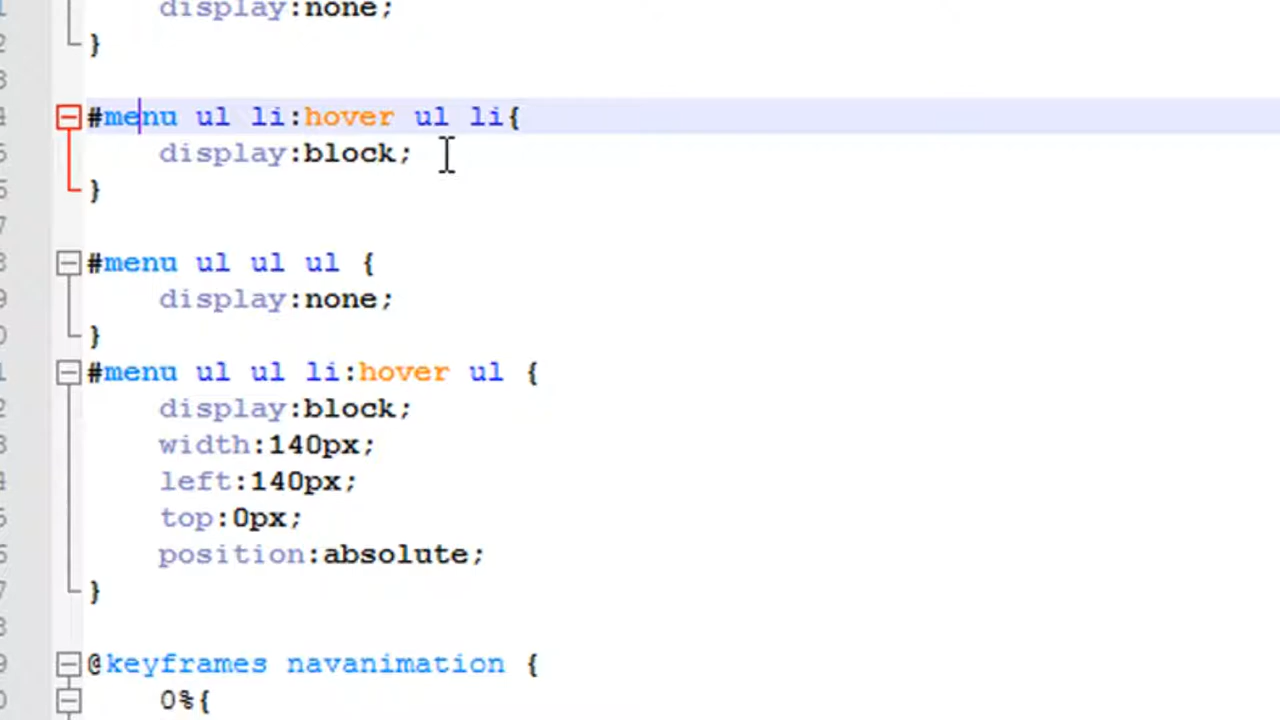 display:none;
}
#menu ul li:hover ul li{
display:block;
}
#menu ul ul ul {
display:none;
}
#menu ul ul li:hover ul {
display:block;
width:140px;
left:140px;
top:0px;
position:absolute;
}
@keyframes navanimation {
0%{